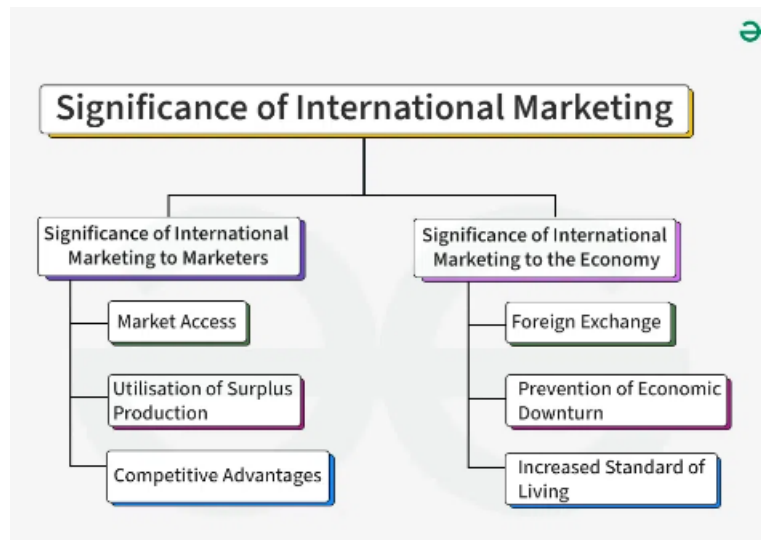 Significance of International Marketing
Significance of International
Marketing to Marketers
Market Access
Utilisation of Surplus
Production
Competitive Advantages
Significance of International
Marketing to the Economy
Foreign Exchange
Prevention of Economic
Downturn
Increased Standard of
Living